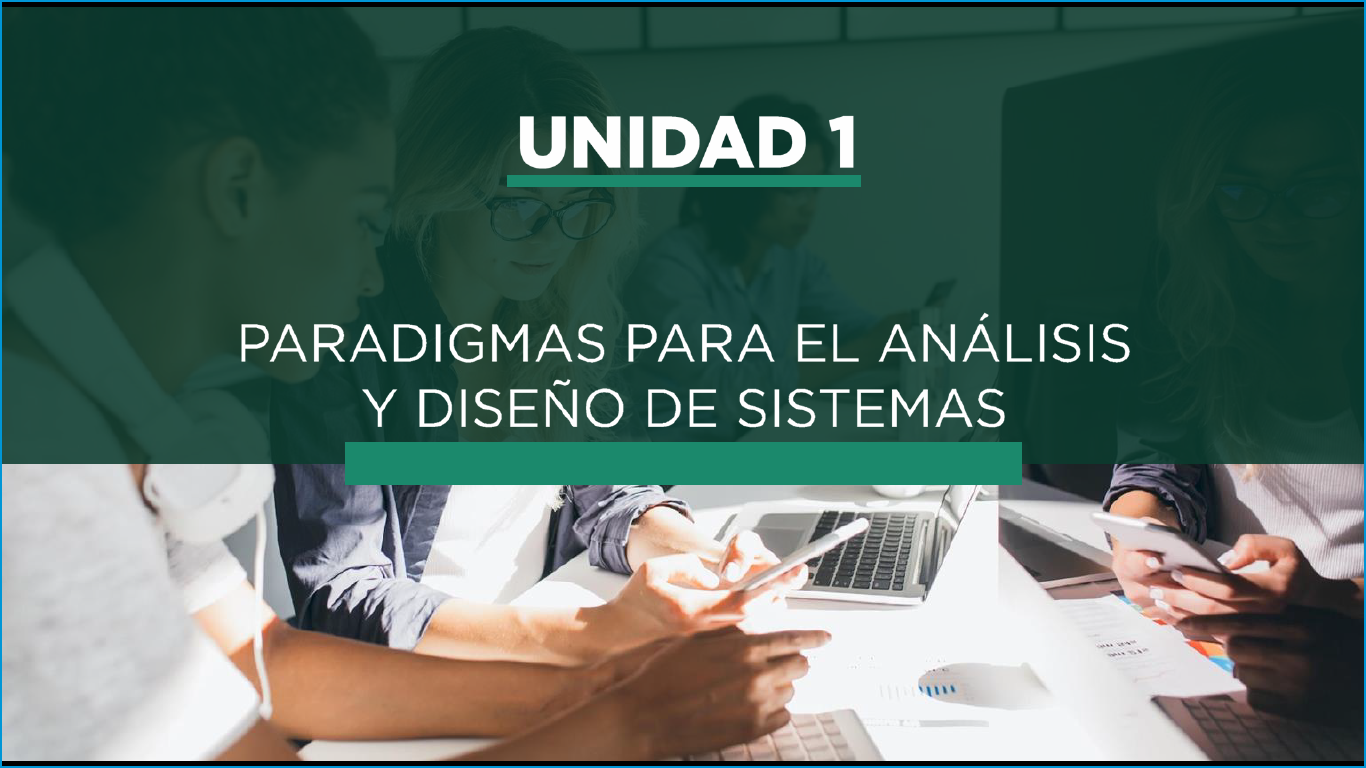 UNIDAD 1
PARADIGMAS PARA EL ANÁLISIS
Y DISEÑO DE SISTEMAS